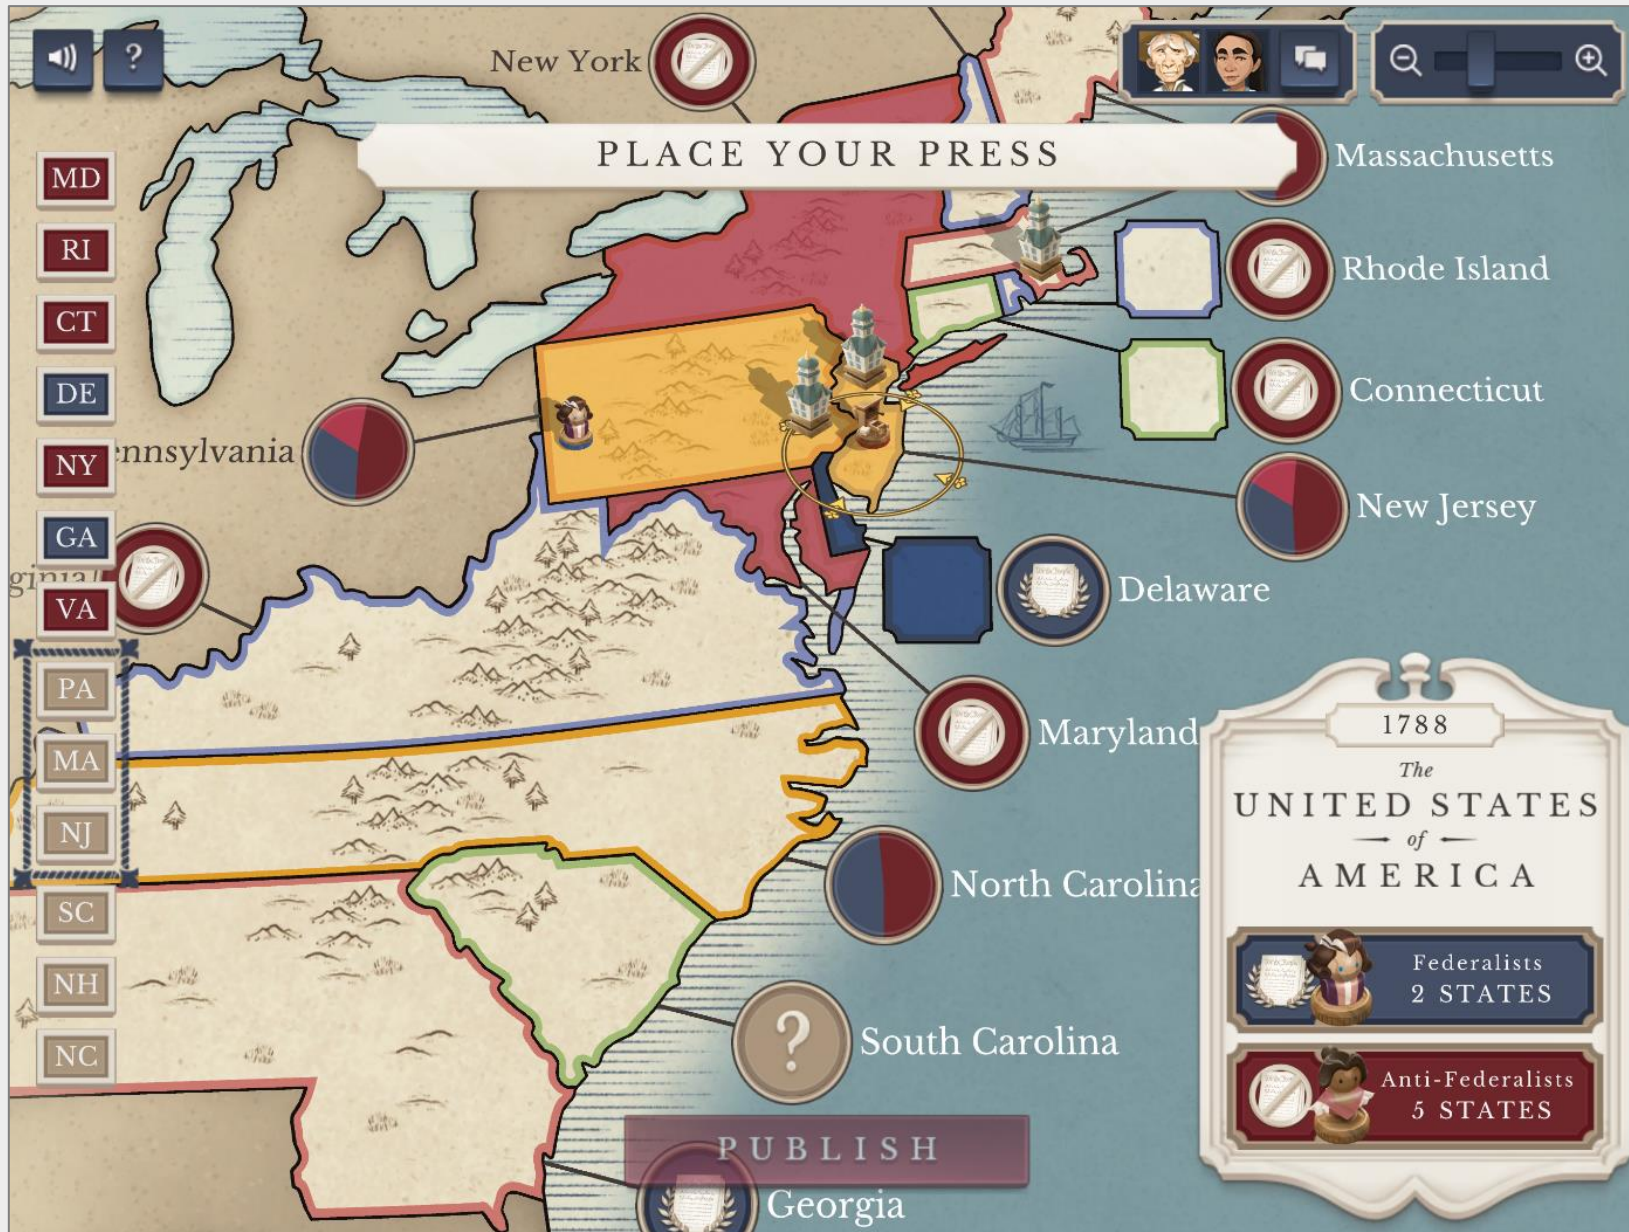 New York
PLACE YOUR PRESS
Massachusetts
Rhode Island
Connecticut
New Jersey
ennsylvania
Delaware
ginia
Maryland
North Carolina
South Carolina
Georgia
MD
RI
CT
DE
NY
GA
VA
PA
MA
NJ
SC
NH
NC
?
?
PUBLISH
1788
The
UNITED STATES
of
AMERICA
Federalists
2 STATES
Anti-Federalists
5 STATES